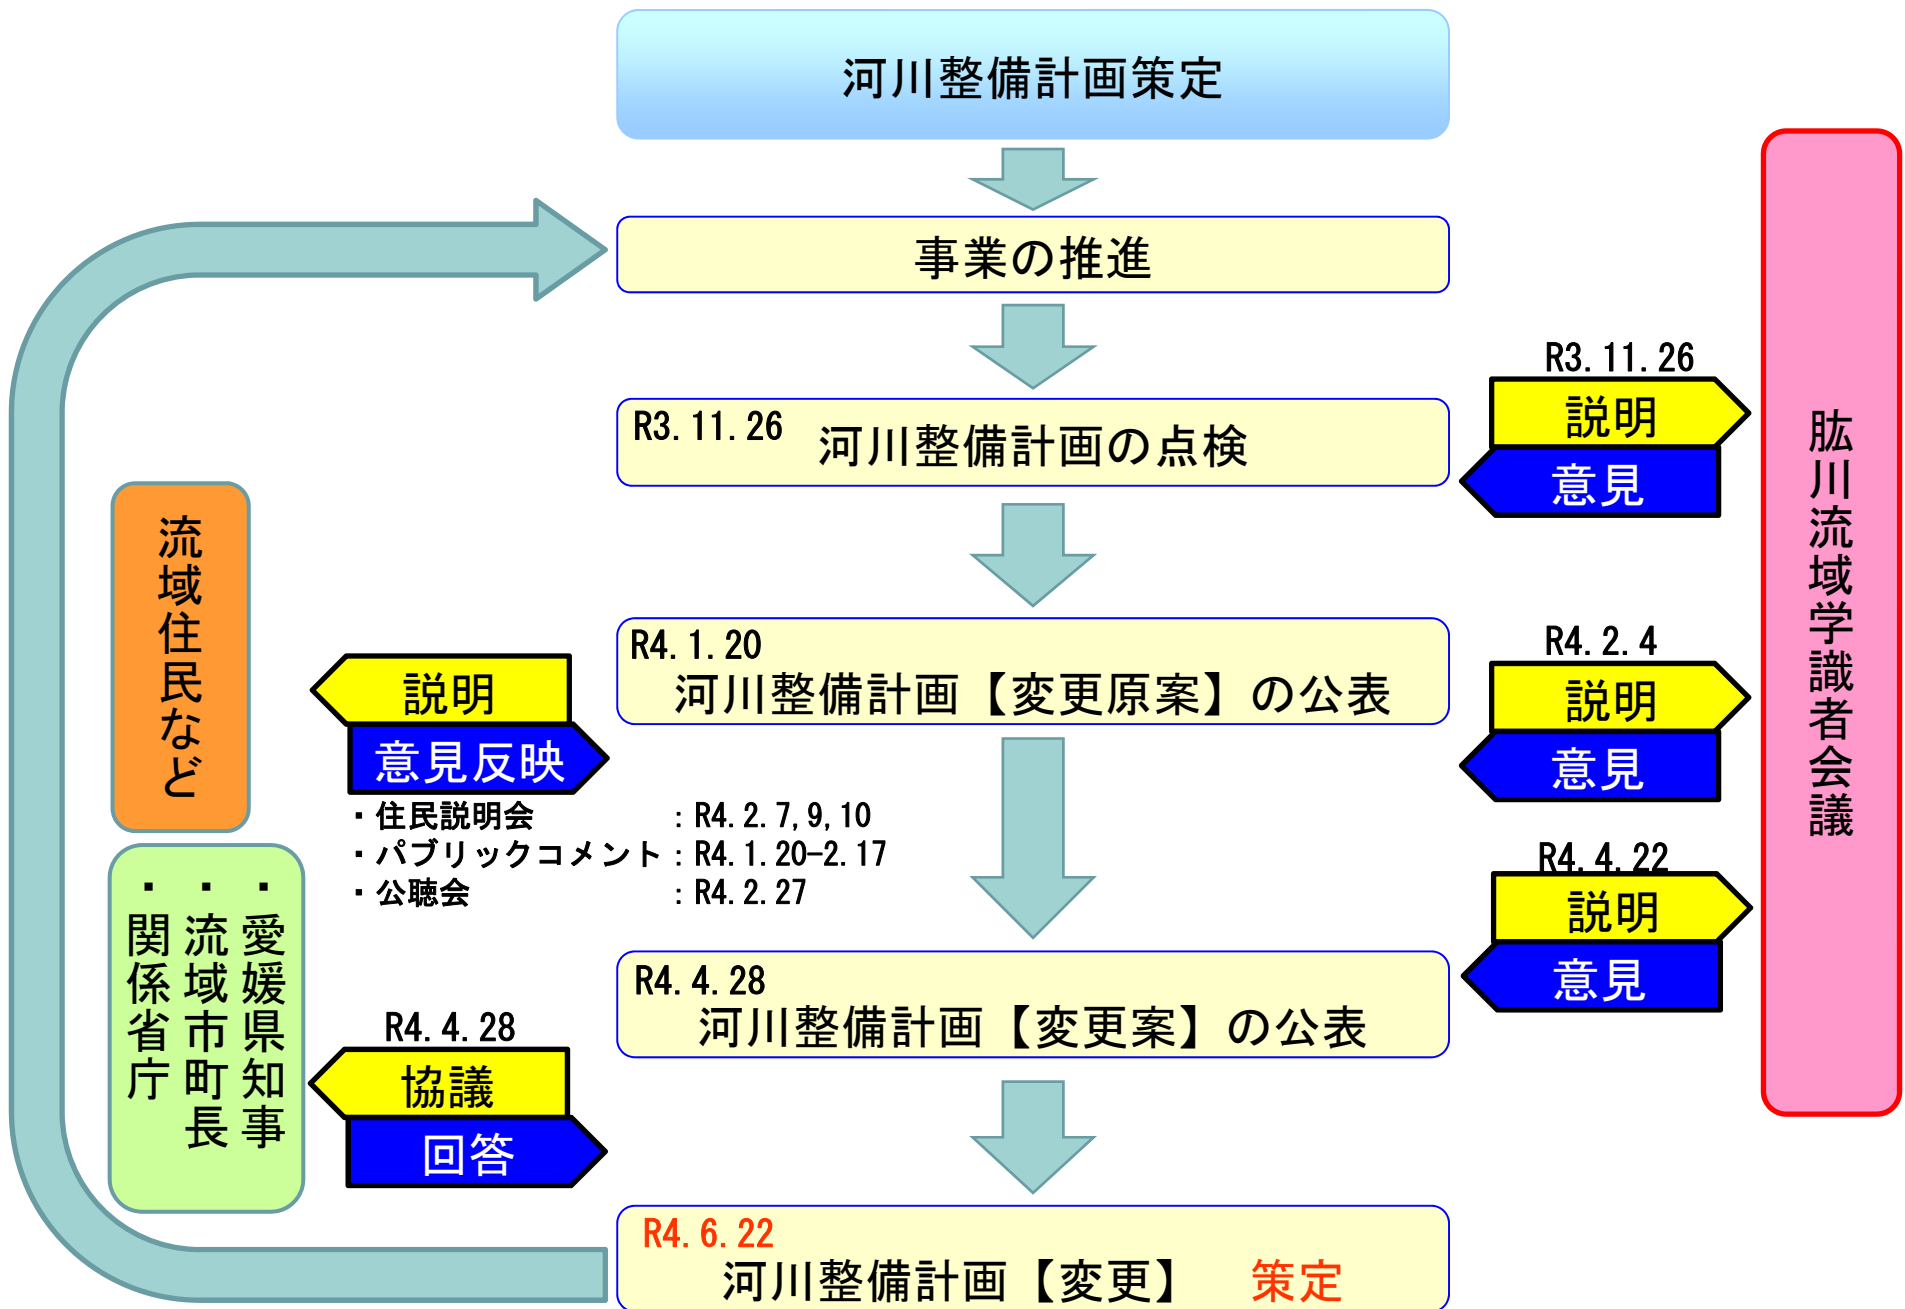 河川整備計画策定
事業の推進
R3.11.26
河川整備計画の点検
R3.11.26
説明
意見
肱川流域学識者会議
流域住民など
R4.1.20
河川整備計画【変更原案】の公表
説明
意見反映
・住民説明会　　　　：R4.2.7,9,10
・パブリックコメント：R4.1.20-2.17
・公聴会　　　　　　：R4.2.27
R4.2.4
説明
意見
R4.4.22
説明
意見
・愛媛県知事
・流域市町長
・関係省庁
R4.4.28
河川整備計画【変更案】の公表
R4.4.28
協議
回答
R4.6.22
河川整備計画【変更】　策定